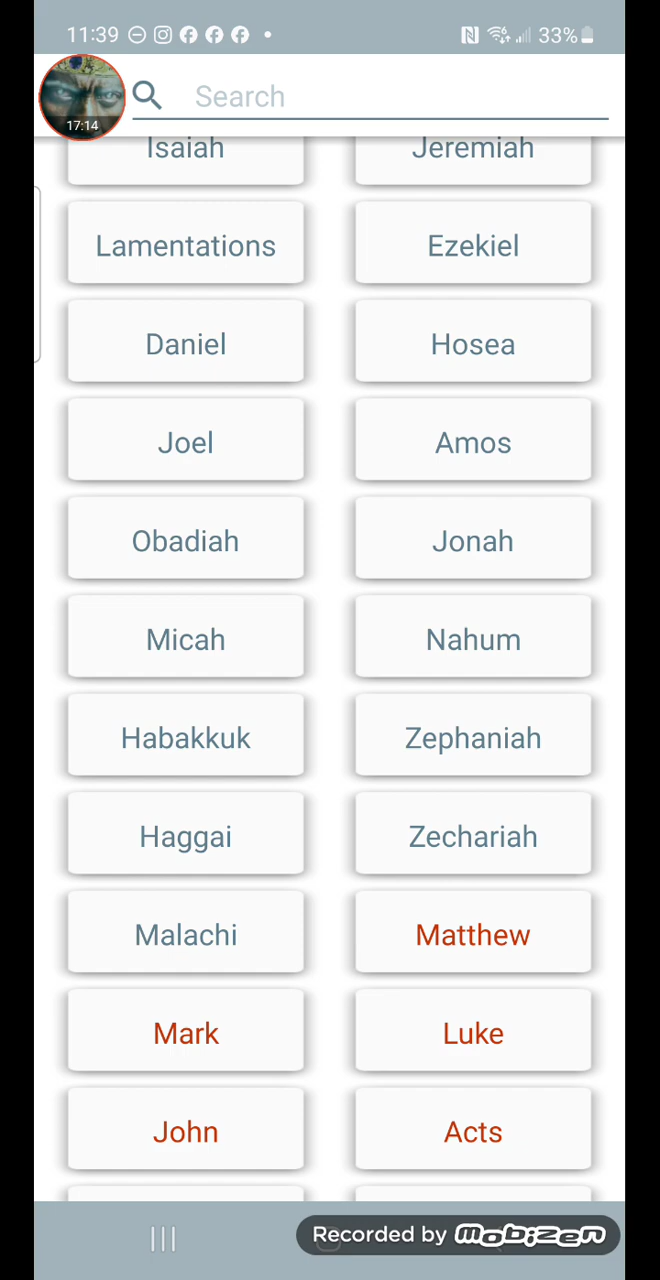 11:39 33%
17:14
Search
Isaiah Jeremiah
Lamentations Ezekiel
Daniel Hosea
Joel Amos
Obadiah Jonah
Micah Nahum
Habakkuk Zephaniah
Haggai Zechariah
Malachi Matthew
Mark Luke
John Acts
Recorded by mobizen